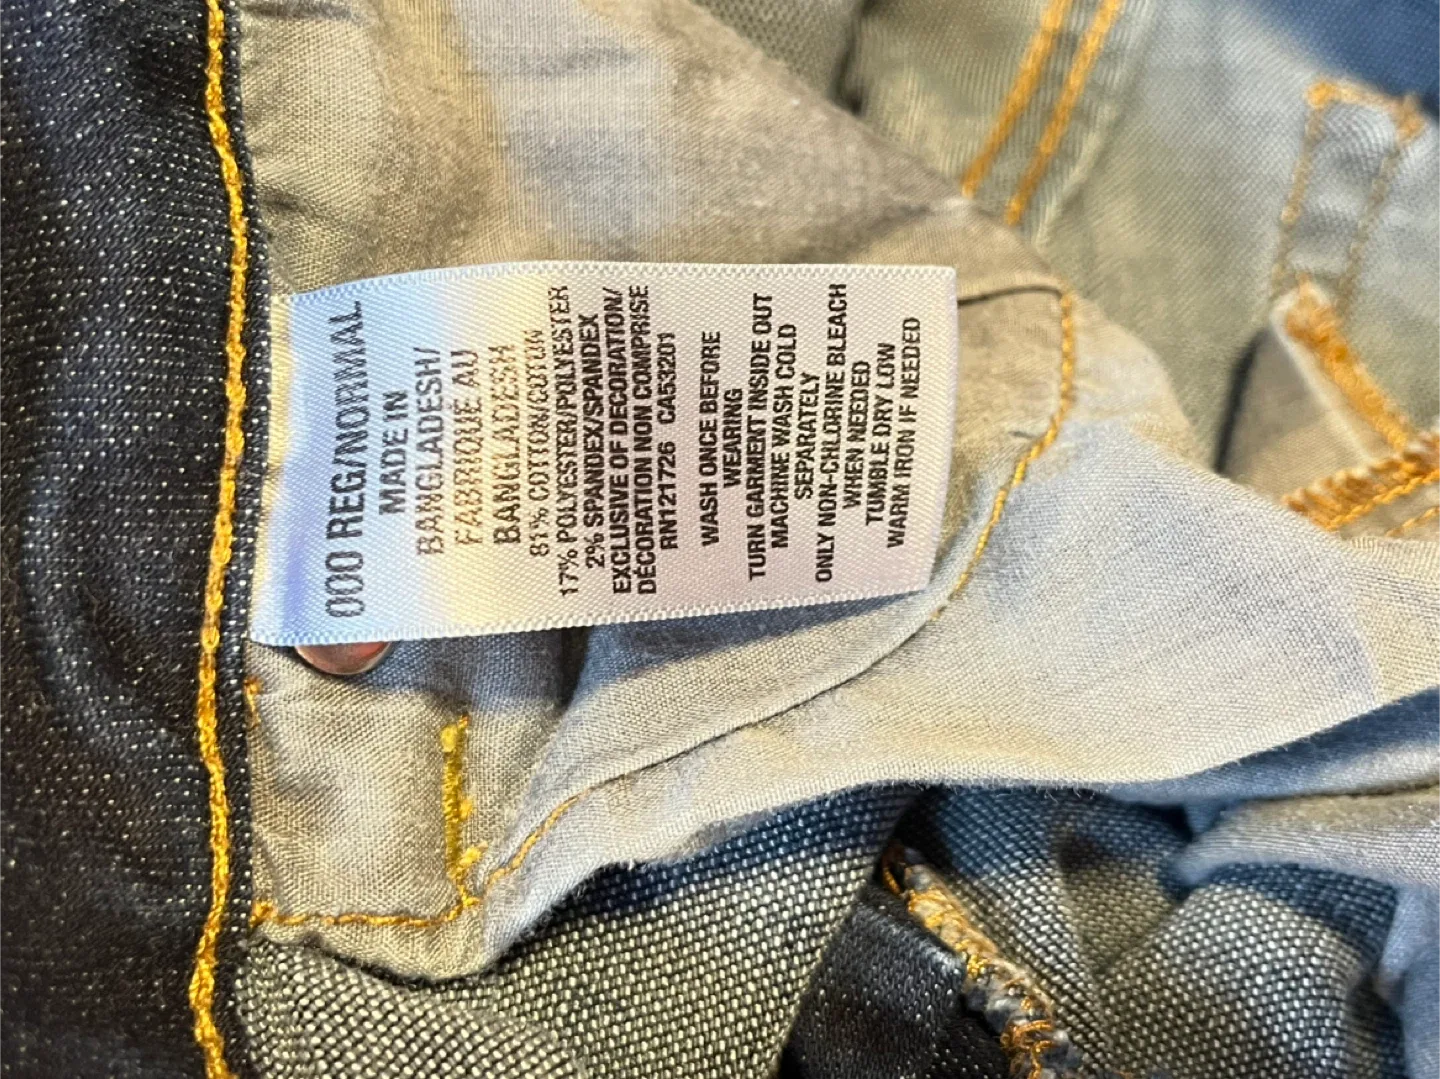 000 REG/NORMAL
MADE IN
BANGLADESH/
FABRIQUÉ AU
BANGLADESH
81% COTTON/COTON
17% POLYESTER/POLYESTER
2% SPANDEX/SPANDEX
EXCLUSIVE OF DECORATION/
DÉCORATION NON COMPRISE
RN121726 CA53201
WASH ONCE BEFORE
WEARING
TURN GARMENT INSIDE OUT
MACHINE WASH COLD
SEPARATELY
ONLY NON-CHLORINE BLEACH
WHEN NEEDED
TUMBLE DRY LOW
WARM IRON IF NEEDED